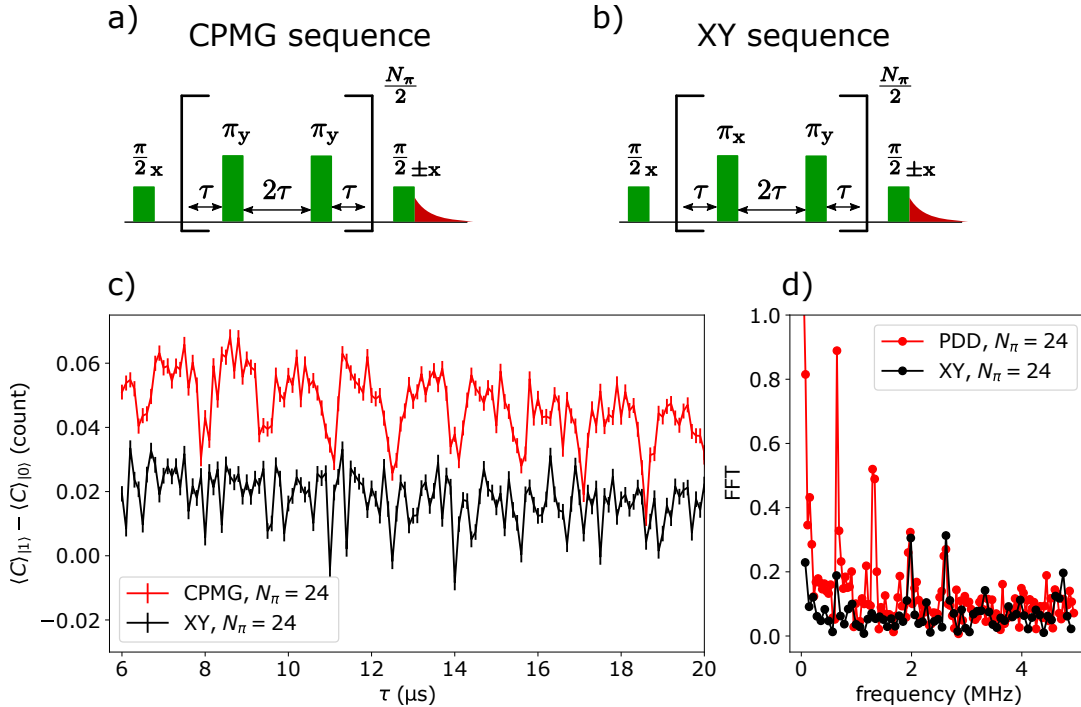 a)
CPMG sequence
π/2 x
τ
π_y
2τ
π_y
τ
N_π/2
π/2 ±x
b)
XY sequence
π/2 x
τ
π_x
2τ
π_y
τ
N_π/2
π/2 ±x
c)
⟨C⟩|1⟩ − ⟨C⟩|0⟩ (count)
0.06
0.04
0.02
0.00
−0.02
CPMG, N_π = 24
XY, N_π = 24
6 8 10 12 14 16 18 20
τ (μs)
d)
FFT
1.0
0.8
0.6
0.4
0.2
0.0
PDD, N_π = 24
XY, N_π = 24
0 2 4
frequency (MHz)